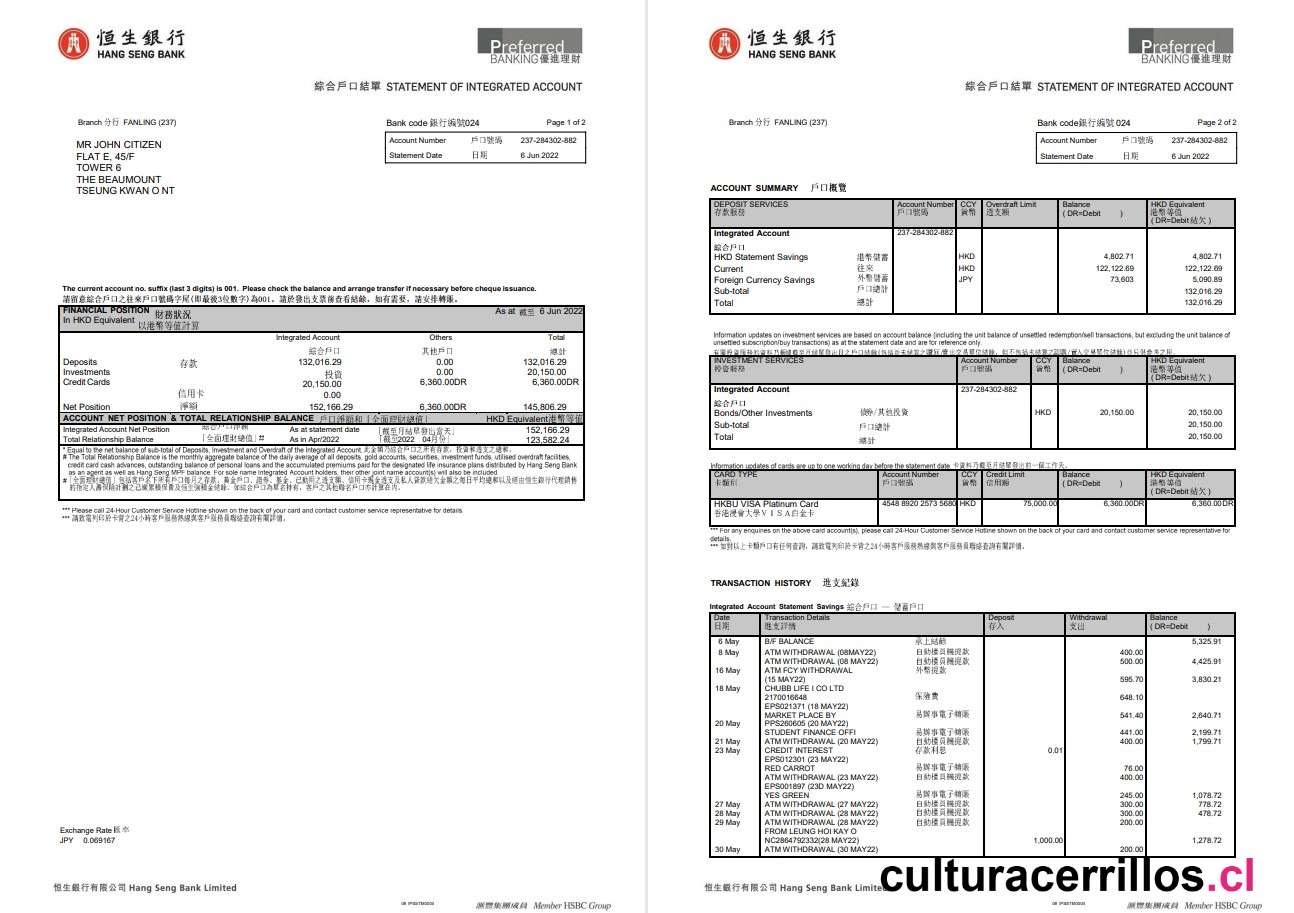 恒生銀行
HANG SENG BANK
Preferred
BANKING優進理財
綜合戶口結單 STATEMENT OF INTEGRATED ACCOUNT
Branch 分行 FANLING (237)
Bank code銀行編號024 Page 1 of 2
Account Number 戶口號碼 237-284302-882
Statement Date 日期 6 Jun 2022
MR JOHN CITIZEN
FLAT E, 45/F
TOWER 6
THE BEAUMOUNT
TSEUNG KWAN O NT
The current account no. suffix (last 3 digits) is 001. Please check the balance and arrange transfer if necessary before cheque issuance.
請留意綜合戶口之往來戶口號碼字尾(即最後3位數字)為001。請於發出支票前查看結餘，如有需要，請安排轉賬。
FINANCIAL POSITION 財務狀況 As at 截至 6 Jun 2022
In HKD Equivalent 以港幣等值計算
Integrated Account Others Total
綜合戶口 其他戶口 總計
Deposits 存款 132,016.29 0.00 132,016.29
Investments 投資 0.00 20,150.00
Credit Cards 20,150.00 6,360.00DR 6,360.00DR
信用卡 0.00
Net Position 淨額 152,166.29 6,360.00DR 145,806.29
ACCOUNT NET POSITION & TOTAL RELATIONSHIP BALANCE 戶口淨額和「全面理財總值」 HKD Equivalent港幣等值
Integrated Account Net Position 綜合戶口淨額 As at statement date 「截至月結單發出當天」 152,166.29
Total Relationship Balance 「全面理財總值」# As in Apr/2022 「截至2022 04月份」 123,582.24
* Equal to the net balance of sub-total of Deposits, Investment and Overdraft of the Integrated Account. 此金額乃綜合戶口之所有存款，投資和透支之總和。
# The Total Relationship Balance is the monthly aggregate balance of the daily average of all deposits, gold accounts, securities, investment funds, utilised overdraft facilities,
credit card cash advances, outstanding balance of personal loans and the accumulated premiums paid for the designated life insurance plans distributed by Hang Seng Bank
as an agent as well as Hang Seng MPF balance. For sole name Integrated Account holders, their other joint name account(s) will also be included
*** Please call 24-Hour Customer Service Hotline shown on the back of your card and contact customer service representative for details
*** 請致電列印於卡背之24小時客戶服務熱線與客戶服務員聯絡查詢有關詳情。
Exchange Rate 匯率
JPY 0.069167
恒生銀行有限公司 Hang Seng Bank Limited
滙豐集團成員 Member HSBC Group
恒生銀行
HANG SENG BANK
Preferred
BANKING優進理財
綜合戶口結單 STATEMENT OF INTEGRATED ACCOUNT
Branch 分行 FANLING (237)
Bank code銀行編號024 Page 2 of 2
Account Number 戶口號碼 237-284302-882
Statement Date 日期 6 Jun 2022
ACCOUNT SUMMARY 戶口概覽
DEPOSIT SERVICES Account Number CCY Overdraft Limit Balance HKD Equivalent
存款服務 戶口號碼 貨幣 透支額 ( DR=Debit ) 港幣等值
( DR=Debit 結欠 )
Integrated Account 237-284302-882
綜合戶口
HKD Statement Savings 港幣儲蓄 HKD 4,802.71 4,802.71
Current 往來 HKD 122,122.69 122,122.69
Foreign Currency Savings 外幣儲蓄 JPY 73,603 5,090.89
Sub-total 戶口總計 132,016.29
Total 總計 132,016.29
Information updates on investment services are based on account balance (including the unit balance of unsettled redemption/sell transactions, but excluding the unit balance of
unsettled subscription/buy transactions) as at the statement date and are for reference only.
INVESTMENT SERVICES Account Number CCY Balance HKD Equivalent
投資服務 戶口號碼 貨幣 ( DR=Debit ) 港幣等值
( DR=Debit 結欠 )
Integrated Account 237-284302-882
綜合戶口
Bonds/Other Investments 債券/其他投資 HKD 20,150.00 20,150.00
Sub-total 戶口總計 20,150.00
Total 總計 20,150.00
Information updates of cards are up to one working day before the statement date 卡資料乃截至月結單發出前一個工作天。
CARD TYPE Account Number CCY Credit Limit Balance HKD Equivalent
卡類別 戶口號碼 貨幣 信用額 ( DR=Debit ) 港幣等值
( DR=Debit 結欠 )
HKBU VISA Platinum Card 4548 8920 2573 5680 HKD 75,000.00 6,360.00DR 6,360.00DR
香港浸會大學ＶＩＳＡ白金卡
*** For any enquiries on the above card account(s), please call 24-Hour Customer Service Hotline shown on the back of your card and contact customer service representative for
details.
*** 如對以上卡類戶口有任何查詢，請致電列印於卡背之24小時客戶服務熱線與客戶服務員聯絡查詢有關詳情。
TRANSACTION HISTORY 進支紀錄
Integrated Account Statement Savings 綜合戶口 — 儲蓄戶口
Date Transaction Details Deposit Withdrawal Balance
日期 進支詳情 存入 支出 ( DR=Debit )
6 May B/F BALANCE 承上結餘 5,325.91
8 May ATM WITHDRAWAL (08MAY22) 自動櫃員機提款 400.00
ATM WITHDRAWAL (08 MAY22) 自動櫃員機提款 500.00 4,425.91
16 May ATM FCY WITHDRAWAL 外幣提款
(15 MAY22) 595.70 3,830.21
18 May CHUBB LIFE I CO LTD
2170016648 保險費 648.10
EPS021371 (18 MAY22)
MARKET PLACE BY 易辦事電子轉賬 541.40 2,640.71
20 May PPS260605 (20 MAY22)
STUDENT FINANCE OFFI 易辦事電子轉賬 441.00 2,199.71
21 May ATM WITHDRAWAL (20 MAY22) 自動櫃員機提款 400.00 1,799.71
23 May CREDIT INTEREST 存款利息 0.01
EPS012301 (23 MAY22)
RED CARROT 易辦事電子轉賬 76.00
ATM WITHDRAWAL (23 MAY22) 自動櫃員機提款 400.00
EPS001897 (23D MAY22)
YES GREEN 易辦事電子轉賬 245.00 1,078.72
27 May ATM WITHDRAWAL (27 MAY22) 自動櫃員機提款 300.00 778.72
28 May ATM WITHDRAWAL (28 MAY22) 自動櫃員機提款 300.00 478.72
29 May ATM WITHDRAWAL (28 MAY22) 自動櫃員機提款 200.00
FROM LEUNG HOI KAY O
NC2864792332(28 MAY22) 1,000.00 1,278.72
30 May ATM WITHDRAWAL (30 MAY22) 200.00
恒生銀行有限公司 Hang Seng Bank Limited
culturacerrillos.cl
滙豐集團成員 Member HSBC Group